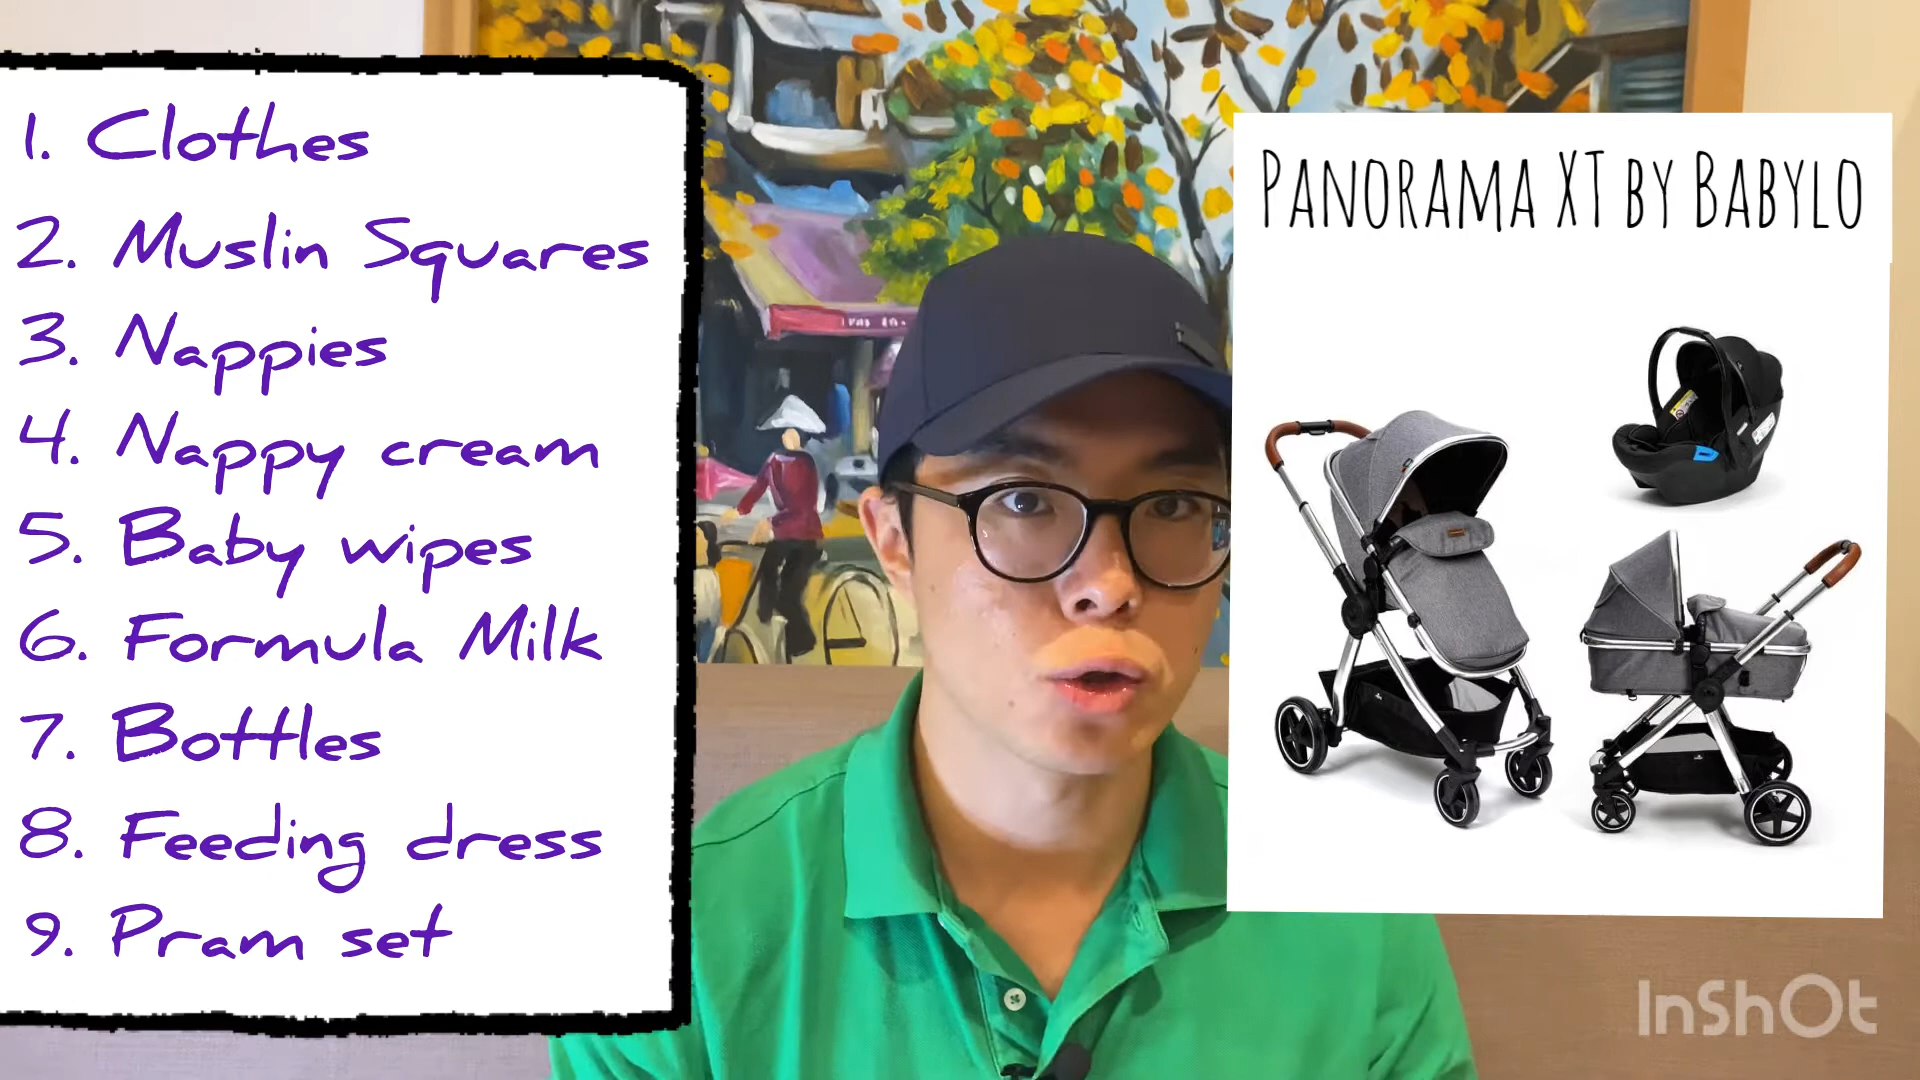 1. Clothes
2. Muslin Squares
3. Nappies
4. Nappy cream
5. Baby wipes
6. Formula Milk
7. Bottles
8. Feeding dress
9. Pram set
PANORAMA XT BY BABYLO
InShOt